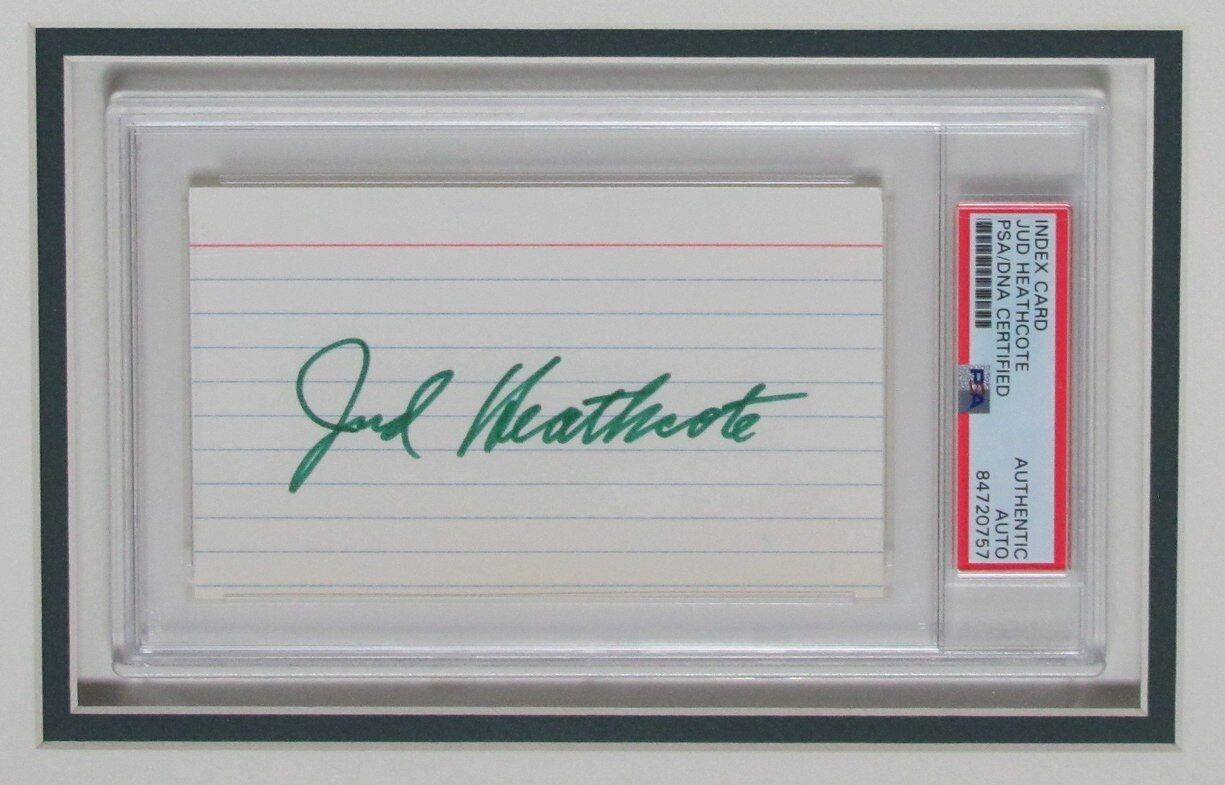 Jud Heathcote
INDEX CARD
JUD HEATHCOTE
PSA/DNA CERTIFIED
AUTHENTIC
AUTO
84720757
PSA